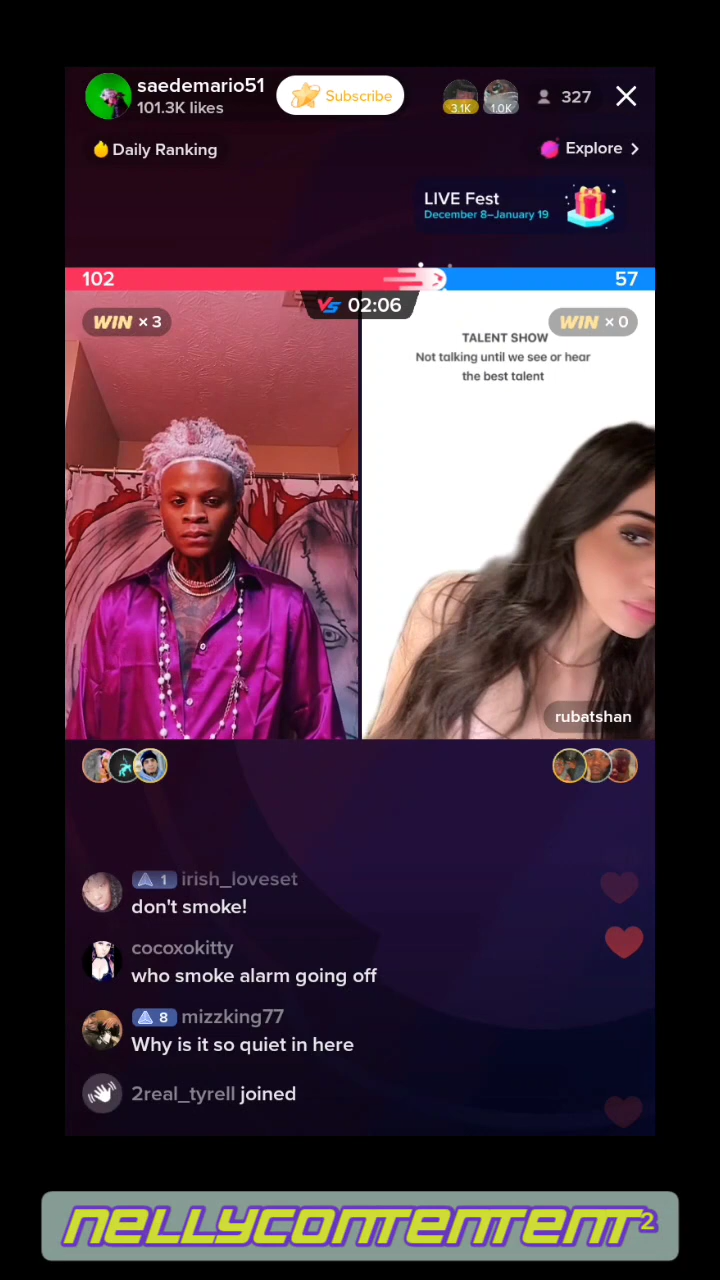 saedemario51
101.3K likes
Subscribe
3.1K
1.0K
327
Daily Ranking
Explore
LIVE Fest
December 8–January 19
102
57
VS 02:06
WIN × 3
WIN × 0
TALENT SHOW
Not talking until we see or hear
the best talent
rubatshan
1 irish_loveset
don't smoke!
cocoxokitty
who smoke alarm going off
8 mizzking77
Why is it so quiet in here
2real_tyrell joined
NELLYCONTENTENT²